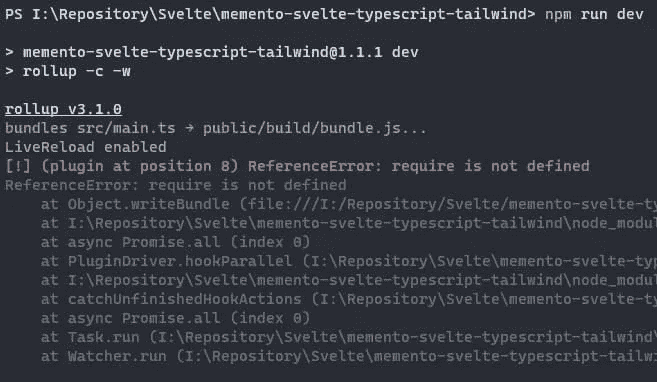 PS I:\Repository\Svelte\memento-svelte-typescript-tailwind> npm run dev
> memento-svelte-typescript-tailwind@1.1.1 dev
> rollup -c -w
rollup v3.1.0
bundles src/main.ts → public/build/bundle.js...
LiveReload enabled
[!] (plugin at position 8) ReferenceError: require is not defined
ReferenceError: require is not defined
at Object.writeBundle (file:///I:/Repository/Svelte/memento-svelte-ty
at I:\Repository\Svelte\memento-svelte-typescript-tailwind\node_modul
at async Promise.all (index 0)
at PluginDriver.hookParallel (I:\Repository\Svelte\memento-svelte-typ
at I:\Repository\Svelte\memento-svelte-typescript-tailwind\node_modul
at catchUnfinishedHookActions (I:\Repository\Svelte\memento-svelte-ty
at async Promise.all (index 0)
at Task.run (I:\Repository\Svelte\memento-svelte-typescript-tailwind\
at Watcher.run (I:\Repository\Svelte\memento-svelte-typescript-tailwi